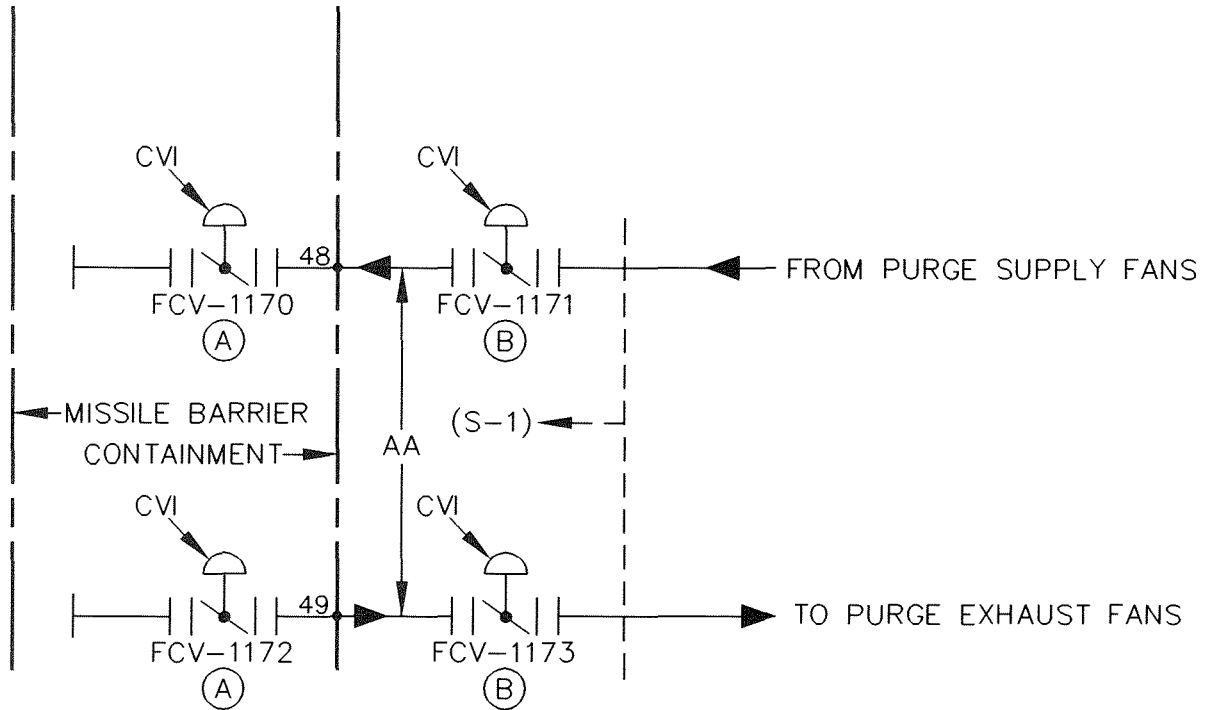 CVI CVI
48
FROM PURGE SUPPLY FANS
FCV-1170 FCV-1171
A B
MISSILE BARRIER
(S-1)
CONTAINMENT
AA
CVI CVI
49
TO PURGE EXHAUST FANS
FCV-1172 FCV-1173
A B